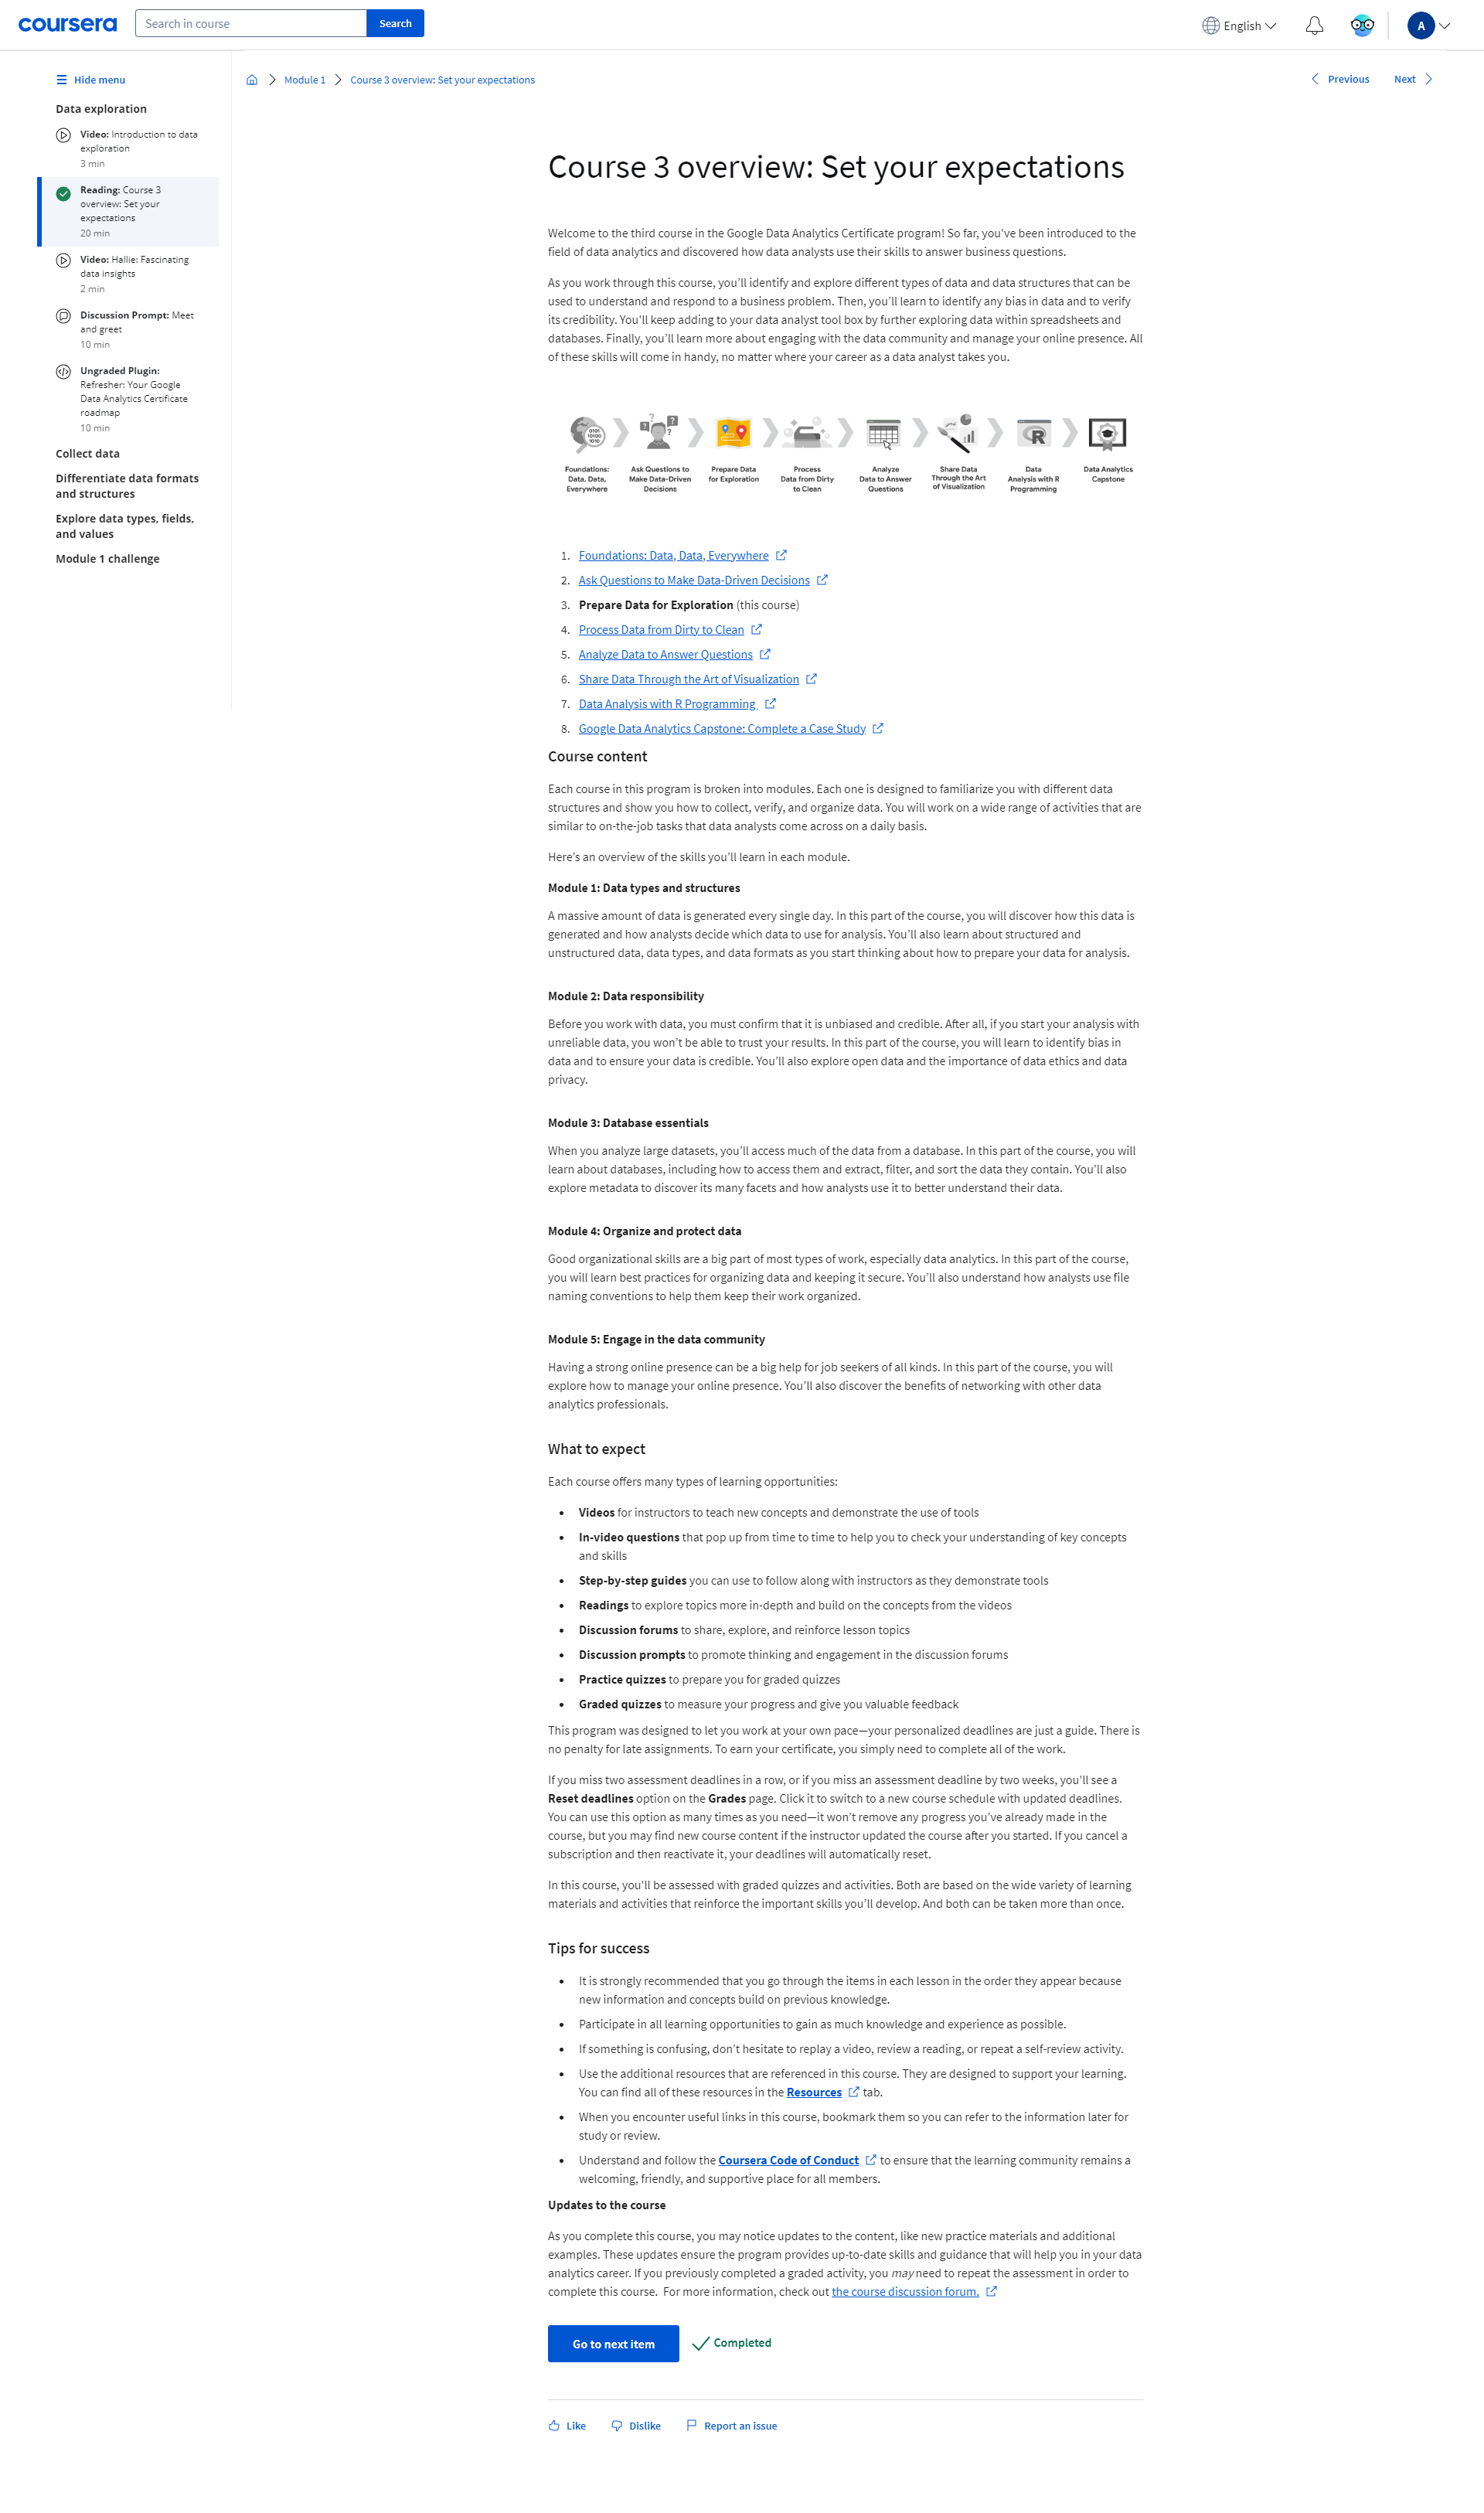 coursera
Search in course
Search
English
A
Hide menu
Data exploration
Video: Introduction to data
exploration
3 min
Reading: Course 3
overview: Set your
expectations
20 min
Video: Hallie: Fascinating
data insights
2 min
Discussion Prompt: Meet
and greet
10 min
Ungraded Plugin:
Refresher: Your Google
Data Analytics Certificate
roadmap
10 min
Collect data
Differentiate data formats
and structures
Explore data types, fields,
and values
Module 1 challenge
Module 1
Course 3 overview: Set your expectations
Previous
Next
Course 3 overview: Set your expectations
Welcome to the third course in the Google Data Analytics Certificate program! So far, you've been introduced to the
field of data analytics and discovered how data analysts use their skills to answer business questions.
As you work through this course, you’ll identify and explore different types of data and data structures that can be
used to understand and respond to a business problem. Then, you’ll learn to identify any bias in data and to verify
its credibility. You'll keep adding to your data analyst tool box by further exploring data within spreadsheets and
databases. Finally, you’ll learn more about engaging with the data community and manage your online presence. All
of these skills will come in handy, no matter where your career as a data analyst takes you.
0101
10100
1010
? ? ?
R
Foundations:
Data, Data,
Everywhere
Ask Questions to
Make Data-Driven
Decisions
Prepare Data
for Exploration
Process
Data from Dirty
to Clean
Analyze
Data to Answer
Questions
Share Data
Through the Art
of Visualization
Data
Analysis with R
Programming
Data Analytics
Capstone
1. Foundations: Data, Data, Everywhere
2. Ask Questions to Make Data-Driven Decisions
3. Prepare Data for Exploration (this course)
4. Process Data from Dirty to Clean
5. Analyze Data to Answer Questions
6. Share Data Through the Art of Visualization
7. Data Analysis with R Programming
8. Google Data Analytics Capstone: Complete a Case Study
Course content
Each course in this program is broken into modules. Each one is designed to familiarize you with different data
structures and show you how to collect, verify, and organize data. You will work on a wide range of activities that are
similar to on-the-job tasks that data analysts come across on a daily basis.
Here’s an overview of the skills you’ll learn in each module.
Module 1: Data types and structures
A massive amount of data is generated every single day. In this part of the course, you will discover how this data is
generated and how analysts decide which data to use for analysis. You’ll also learn about structured and
unstructured data, data types, and data formats as you start thinking about how to prepare your data for analysis.
Module 2: Data responsibility
Before you work with data, you must confirm that it is unbiased and credible. After all, if you start your analysis with
unreliable data, you won’t be able to trust your results. In this part of the course, you will learn to identify bias in
data and to ensure your data is credible. You’ll also explore open data and the importance of data ethics and data
privacy.
Module 3: Database essentials
When you analyze large datasets, you’ll access much of the data from a database. In this part of the course, you will
learn about databases, including how to access them and extract, filter, and sort the data they contain. You’ll also
explore metadata to discover its many facets and how analysts use it to better understand their data.
Module 4: Organize and protect data
Good organizational skills are a big part of most types of work, especially data analytics. In this part of the course,
you will learn best practices for organizing data and keeping it secure. You’ll also understand how analysts use file
naming conventions to help them keep their work organized.
Module 5: Engage in the data community
Having a strong online presence can be a big help for job seekers of all kinds. In this part of the course, you will
explore how to manage your online presence. You’ll also discover the benefits of networking with other data
analytics professionals.
What to expect
Each course offers many types of learning opportunities:
• Videos for instructors to teach new concepts and demonstrate the use of tools
• In-video questions that pop up from time to time to help you to check your understanding of key concepts
and skills
• Step-by-step guides you can use to follow along with instructors as they demonstrate tools
• Readings to explore topics more in-depth and build on the concepts from the videos
• Discussion forums to share, explore, and reinforce lesson topics
• Discussion prompts to promote thinking and engagement in the discussion forums
• Practice quizzes to prepare you for graded quizzes
• Graded quizzes to measure your progress and give you valuable feedback
This program was designed to let you work at your own pace—your personalized deadlines are just a guide. There is
no penalty for late assignments. To earn your certificate, you simply need to complete all of the work.
If you miss two assessment deadlines in a row, or if you miss an assessment deadline by two weeks, you’ll see a
Reset deadlines option on the Grades page. Click it to switch to a new course schedule with updated deadlines.
You can use this option as many times as you need—it won’t remove any progress you’ve already made in the
course, but you may find new course content if the instructor updated the course after you started. If you cancel a
subscription and then reactivate it, your deadlines will automatically reset.
In this course, you'll be assessed with graded quizzes and activities. Both are based on the wide variety of learning
materials and activities that reinforce the important skills you’ll develop. And both can be taken more than once.
Tips for success
• It is strongly recommended that you go through the items in each lesson in the order they appear because
new information and concepts build on previous knowledge.
• Participate in all learning opportunities to gain as much knowledge and experience as possible.
• If something is confusing, don’t hesitate to replay a video, review a reading, or repeat a self-review activity.
• Use the additional resources that are referenced in this course. They are designed to support your learning.
You can find all of these resources in the Resources tab.
• When you encounter useful links in this course, bookmark them so you can refer to the information later for
study or review.
• Understand and follow the Coursera Code of Conduct to ensure that the learning community remains a
welcoming, friendly, and supportive place for all members.
Updates to the course
As you complete this course, you may notice updates to the content, like new practice materials and additional
examples. These updates ensure the program provides up-to-date skills and guidance that will help you in your data
analytics career. If you previously completed a graded activity, you may need to repeat the assessment in order to
complete this course. For more information, check out the course discussion forum.
Go to next item
Completed
Like
Dislike
Report an issue